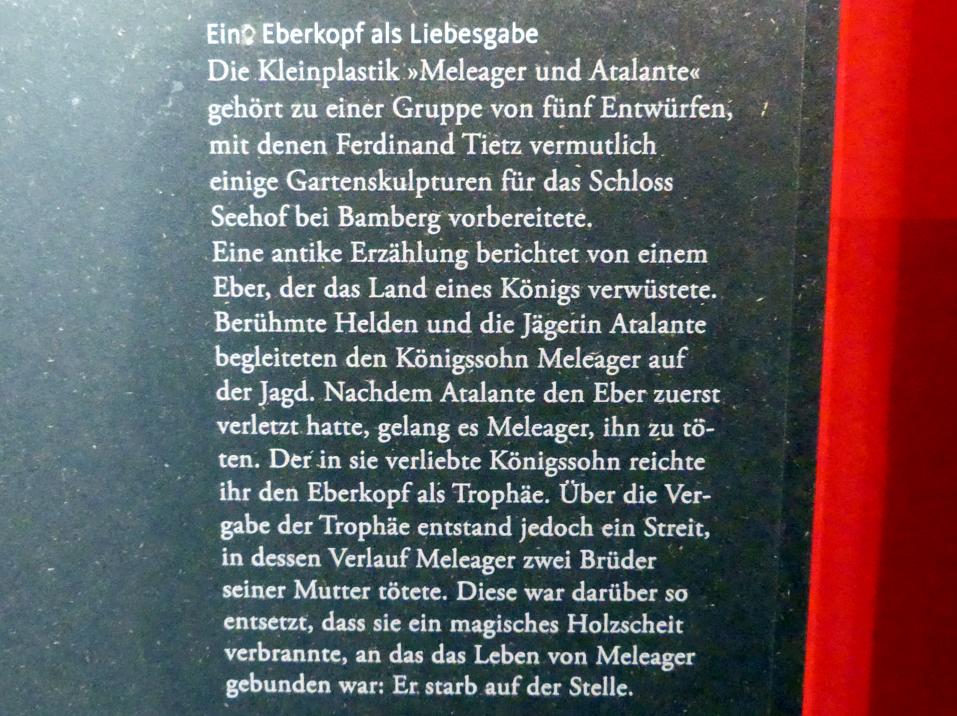 Ein Eberkopf als Liebesgabe
Die Kleinplastik »Meleager und Atalante«
gehört zu einer Gruppe von fünf Entwürfen,
mit denen Ferdinand Tietz vermutlich
einige Gartenskulpturen für das Schloss
Seehof bei Bamberg vorbereitete.
Eine antike Erzählung berichtet von einem
Eber, der das Land eines Königs verwüstete.
Berühmte Helden und die Jägerin Atalante
begleiteten den Königssohn Meleager auf
der Jagd. Nachdem Atalante den Eber zuerst
verletzt hatte, gelang es Meleager, ihn zu tö-
ten. Der in sie verliebte Königssohn reichte
ihr den Eberkopf als Trophäe. Über die Ver-
gabe der Trophäe entstand jedoch ein Streit,
in dessen Verlauf Meleager zwei Brüder
seiner Mutter tötete. Diese war darüber so
entsetzt, dass sie ein magisches Holzscheit
verbrannte, an das das Leben von Meleager
gebunden war: Er starb auf der Stelle.